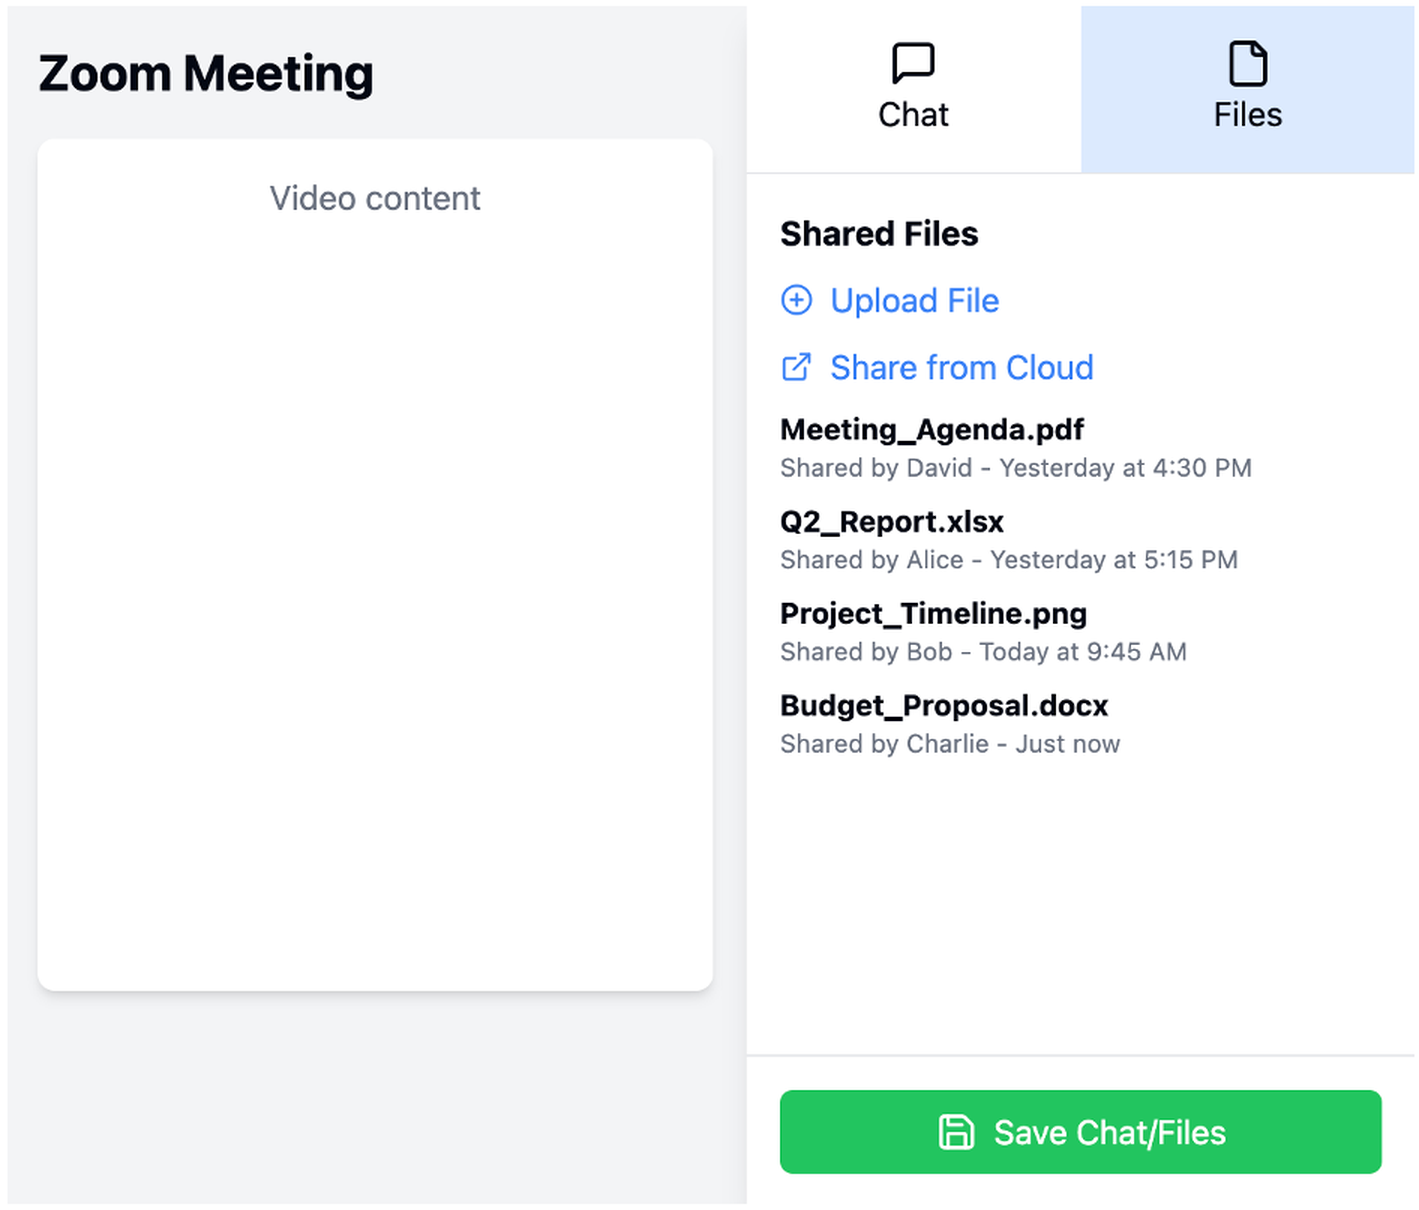 Zoom Meeting
Video content
Chat
Files
Shared Files
Upload File
Share from Cloud
Meeting_Agenda.pdf
Shared by David - Yesterday at 4:30 PM
Q2_Report.xlsx
Shared by Alice - Yesterday at 5:15 PM
Project_Timeline.png
Shared by Bob - Today at 9:45 AM
Budget_Proposal.docx
Shared by Charlie - Just now
Save Chat/Files